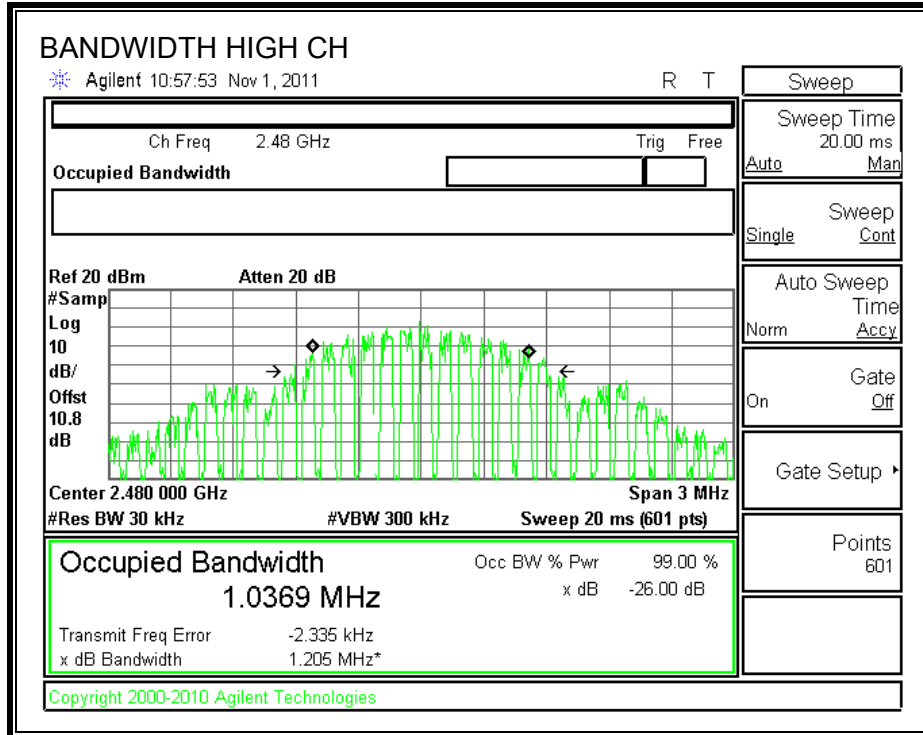 BANDWIDTH HIGH CH
Agilent 10:57:53 Nov 1, 2011 R T
Ch Freq 2.48 GHz Trig Free
Occupied Bandwidth
Ref 20 dBm Atten 20 dB
#Samp
Log
10
dB/
Offst
10.8
dB
Center 2.480 000 GHz Span 3 MHz
#Res BW 30 kHz #VBW 300 kHz Sweep 20 ms (601 pts)
Occupied Bandwidth Occ BW % Pwr 99.00 %
1.0369 MHz x dB -26.00 dB
Transmit Freq Error -2.335 kHz
x dB Bandwidth 1.205 MHz*
Copyright 2000-2010 Agilent Technologies
Sweep
Sweep Time
20.00 ms
Auto Man
Sweep
Single Cont
Auto Sweep
Time
Norm Accy
Gate
On Off
Gate Setup
Points
601